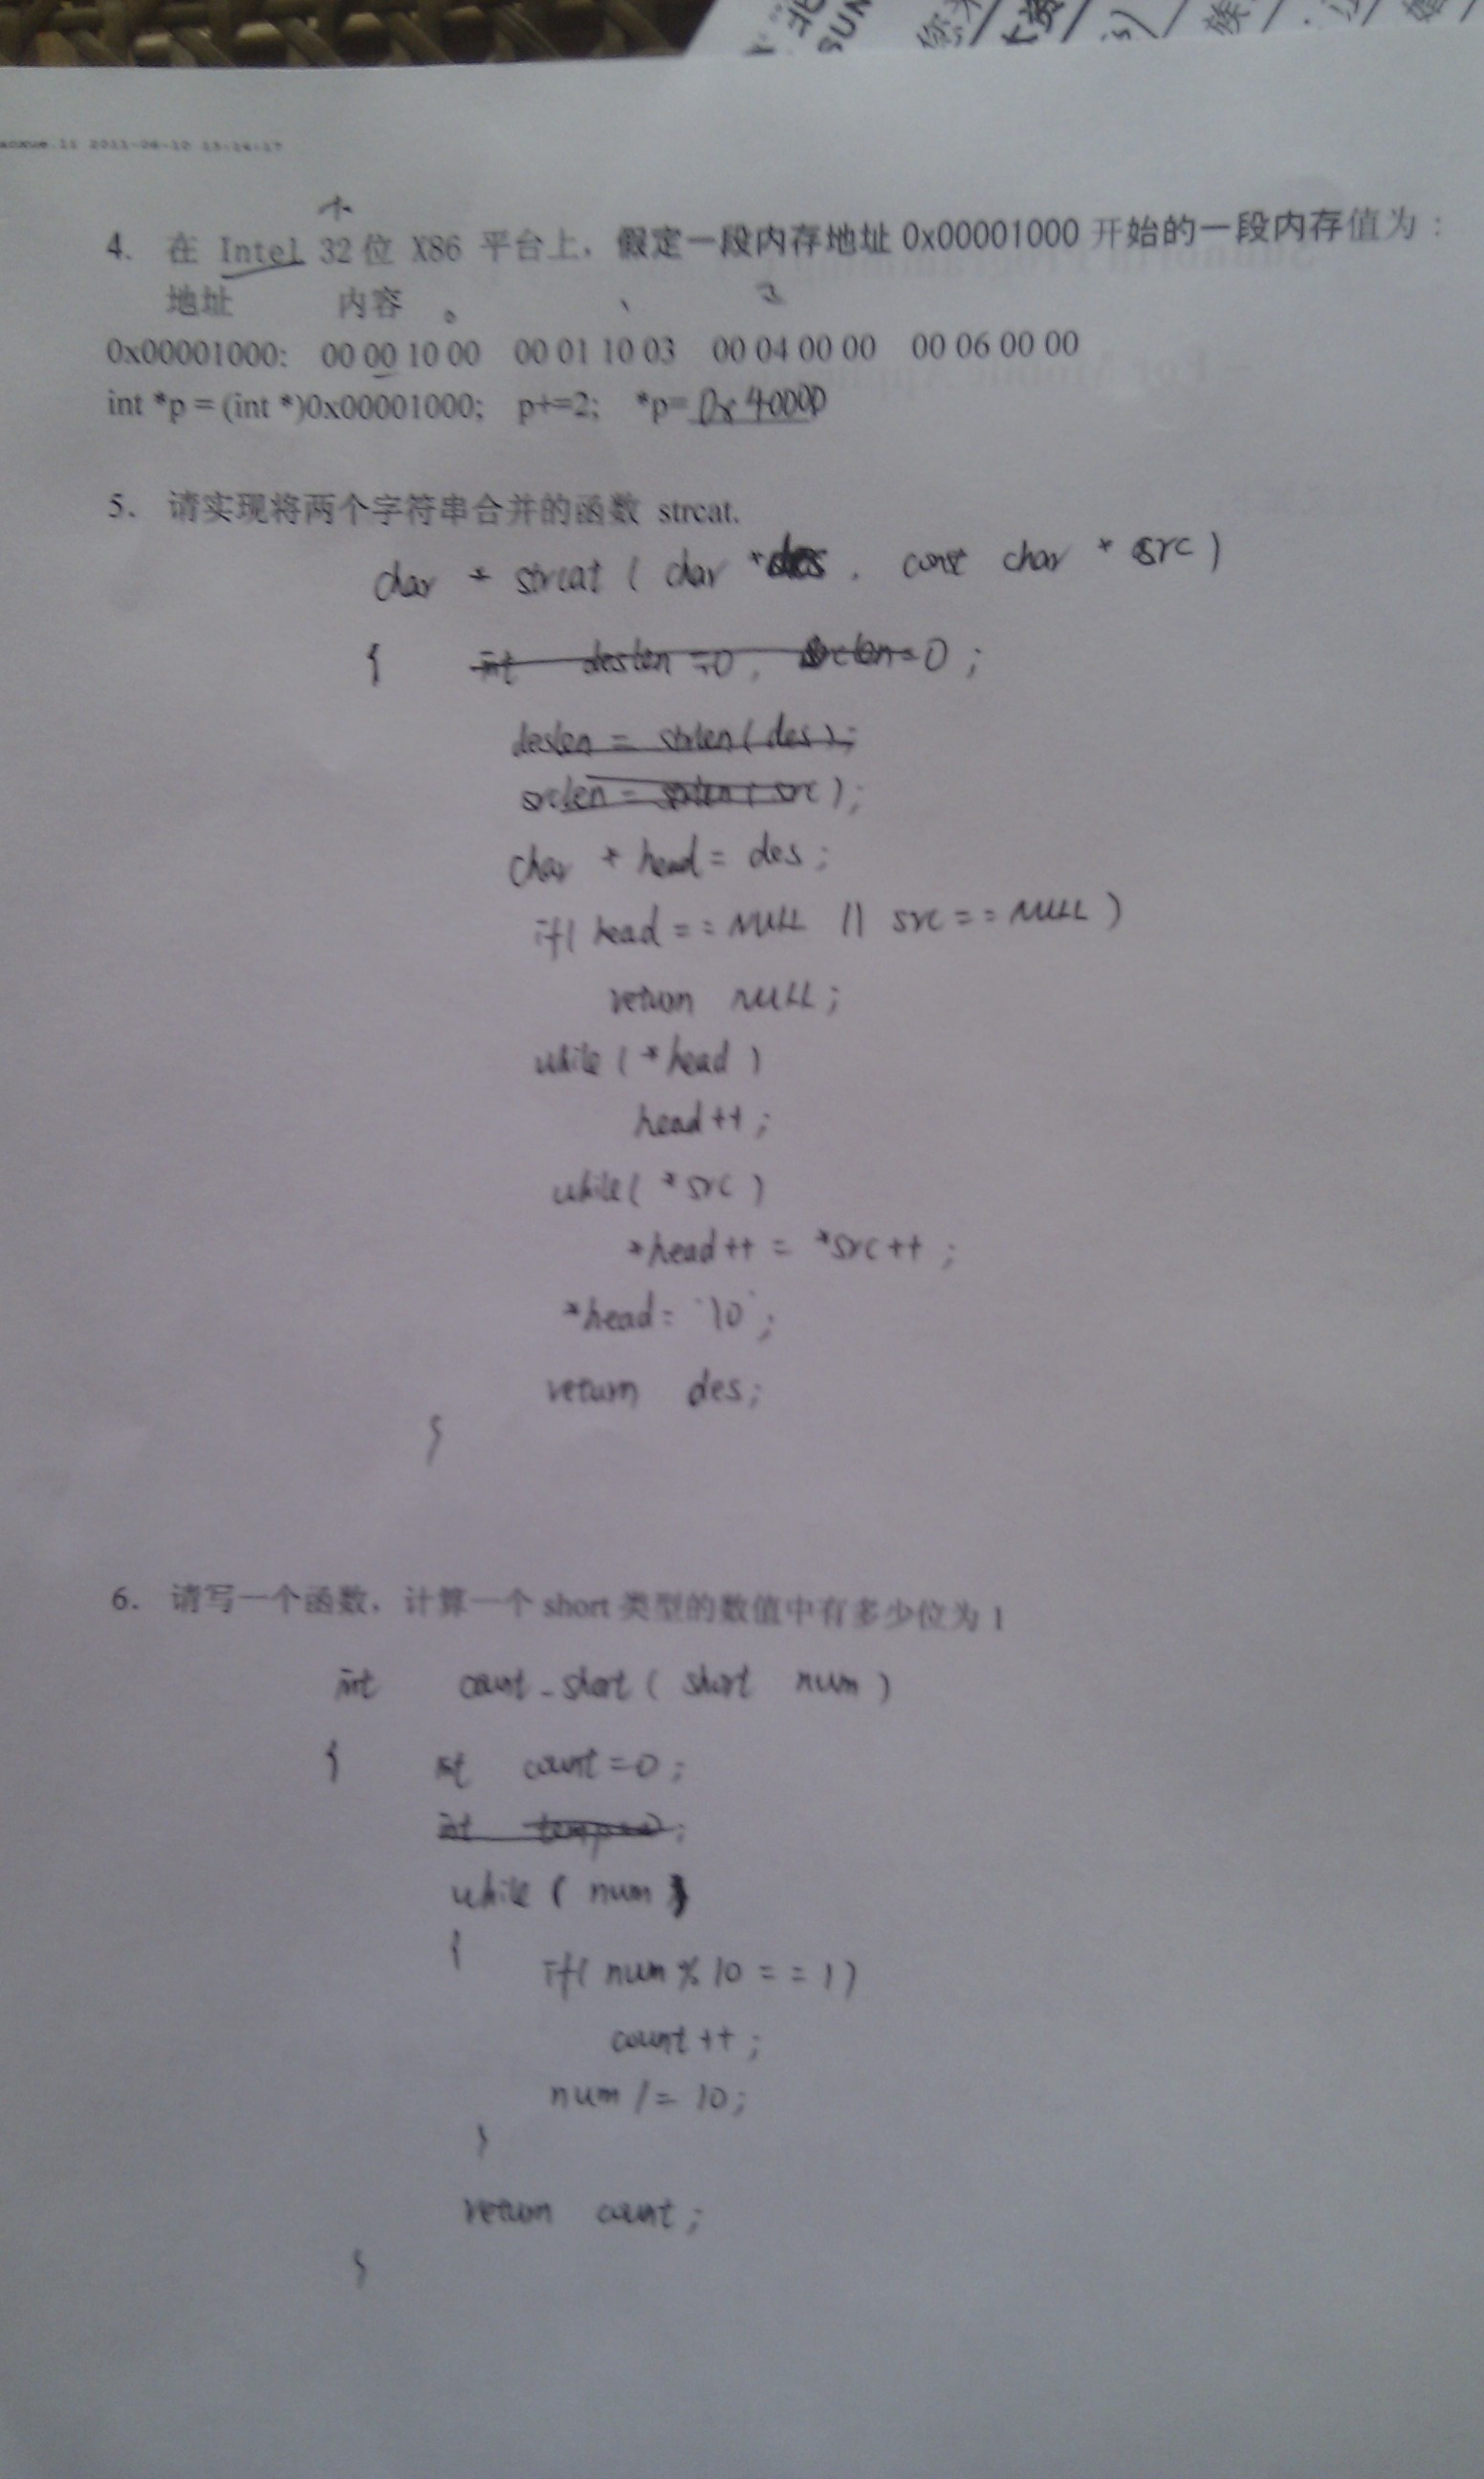 2011-06-10 13:26:17
4. 在 Intel 32位 X86 平台上，假定一段内存地址 0x00001000 开始的一段内存值为：
地址 内容
0x00001000: 00 00 10 00 00 01 10 03 00 04 00 00 00 06 00 00
int *p = (int *)0x00001000; p+=2; *p= 0x40000
5. 请实现将两个字符串合并的函数 strcat.
char * strcat ( char *des , const char * src )
{ int deslen =0, srclen=0 ;
deslen = strlen( des );
srclen = strlen( src );
char * head = des ;
if( head == NULL || src == NULL )
return NULL ;
while ( *head )
head++ ;
while( *src )
*head++ = *src++ ;
*head= '\0' ;
return des;
}
6. 请写一个函数，计算一个 short 类型的数值中有多少位为 1
int count_short ( short num )
{ int count =0 ;
int temp=0;
while ( num )
{ if( num % 10 == 1)
count ++ ;
num /= 10;
}
return count ;
}